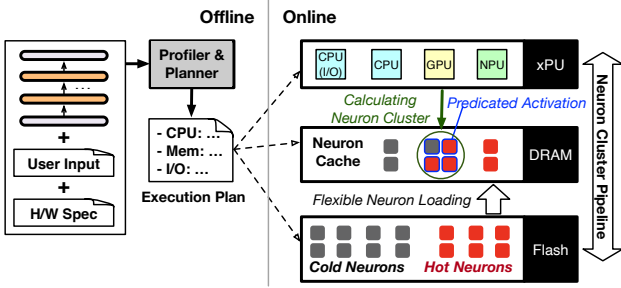 Offline
Online
...
User Input
H/W Spec
+
+
Profiler &
Planner
- CPU: ...
- Mem: ...
- I/O: ...
Execution Plan
CPU
(I/O)
CPU
GPU
NPU
xPU
Calculating
Neuron Cluster
Predicated Activation
Neuron
Cache
DRAM
Flexible Neuron Loading
Cold Neurons
Hot Neurons
Flash
Neuron Cluster Pipeline